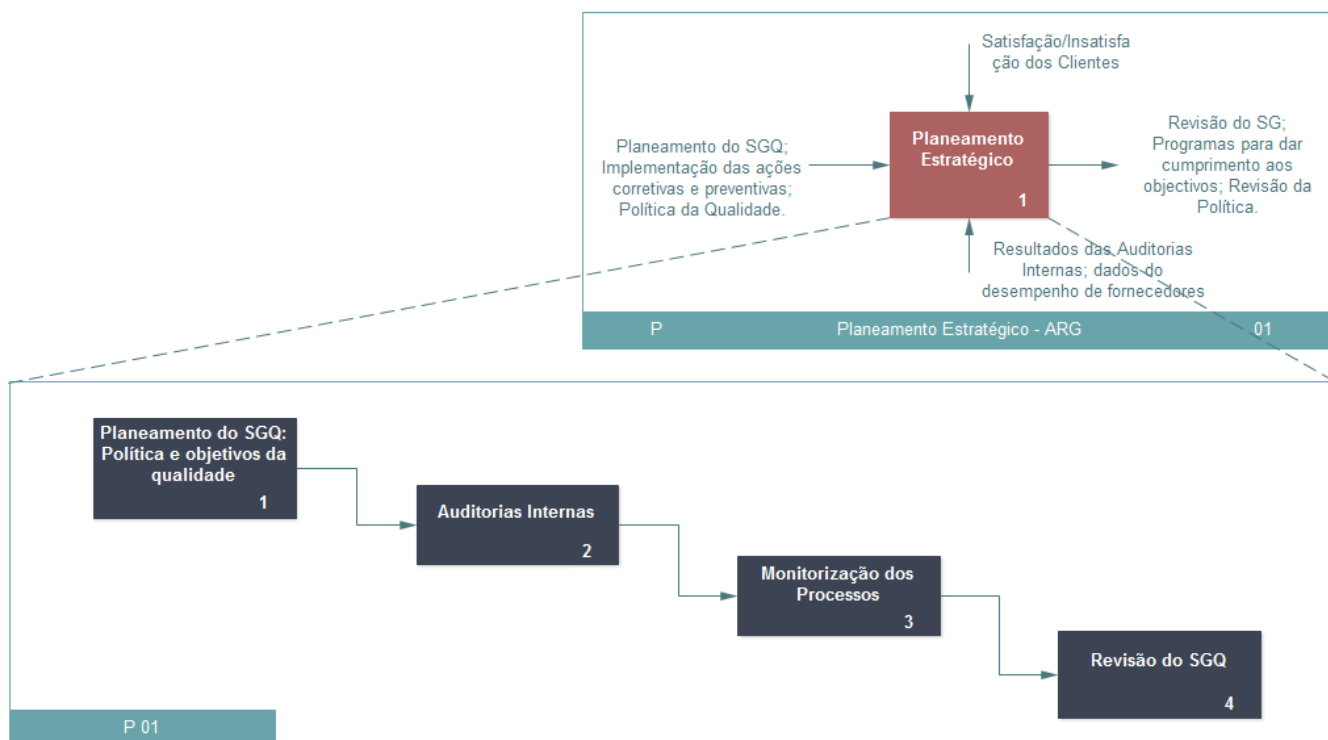 Satisfação/Insatisfa
ção dos Clientes
Planeamento do SGQ;
Implementação das ações
corretivas e preventivas;
Política da Qualidade.
Planeamento
Estratégico
1
Revisão do SG;
Programas para dar
cumprimento aos
objectivos; Revisão da
Política.
Resultados das Auditorias
Internas; dados do
desempenho de fornecedores
P
Planeamento Estratégico - ARG
01
Planeamento do SGQ:
Política e objetivos da
qualidade
1
Auditorias Internas
2
Monitorização dos
Processos
3
Revisão do SGQ
4
P 01